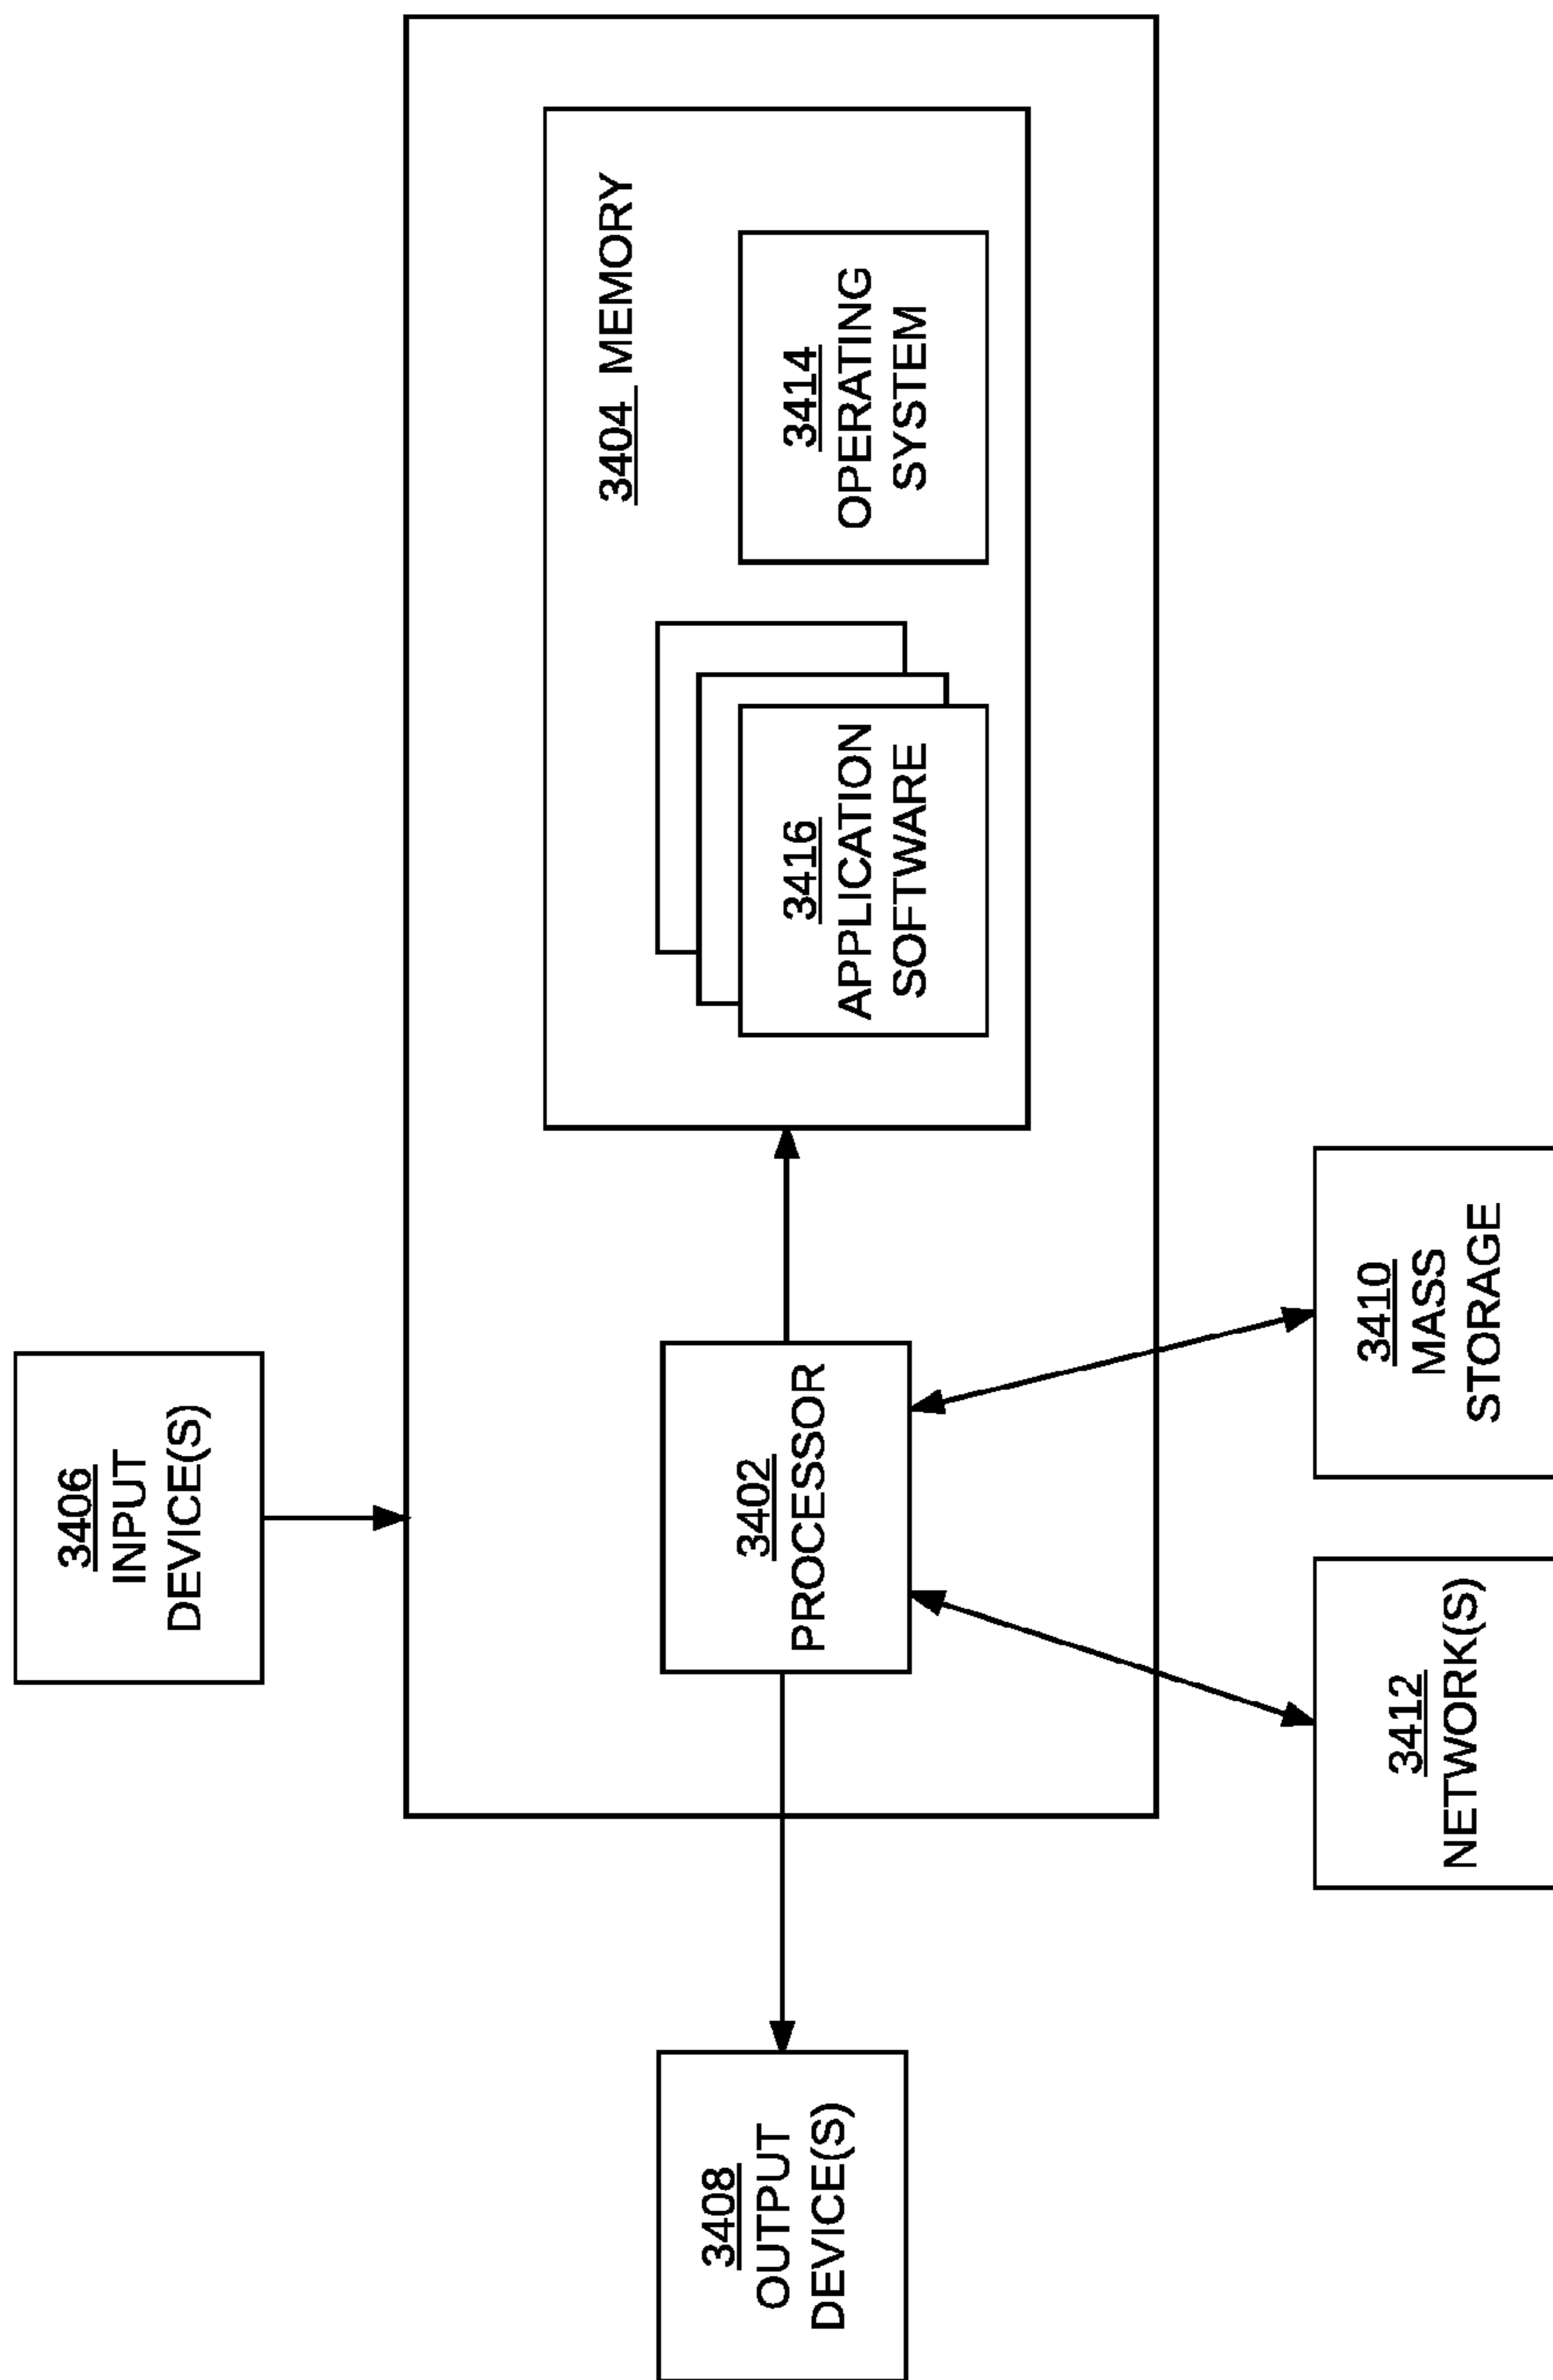 3406
INPUT
DEVICE(S)
3404 MEMORY
3416
APPLICATION
SOFTWARE
3414
OPERATING
SYSTEM
3402
PROCESSOR
3408
OUTPUT
DEVICE(S)
3412
NETWORK(S)
3410
MASS
STORAGE